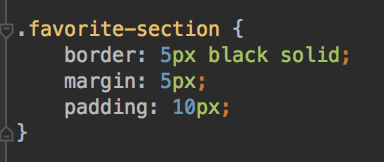 .favorite-section {
    border: 5px black solid;
    margin: 5px;
    padding: 10px;
}